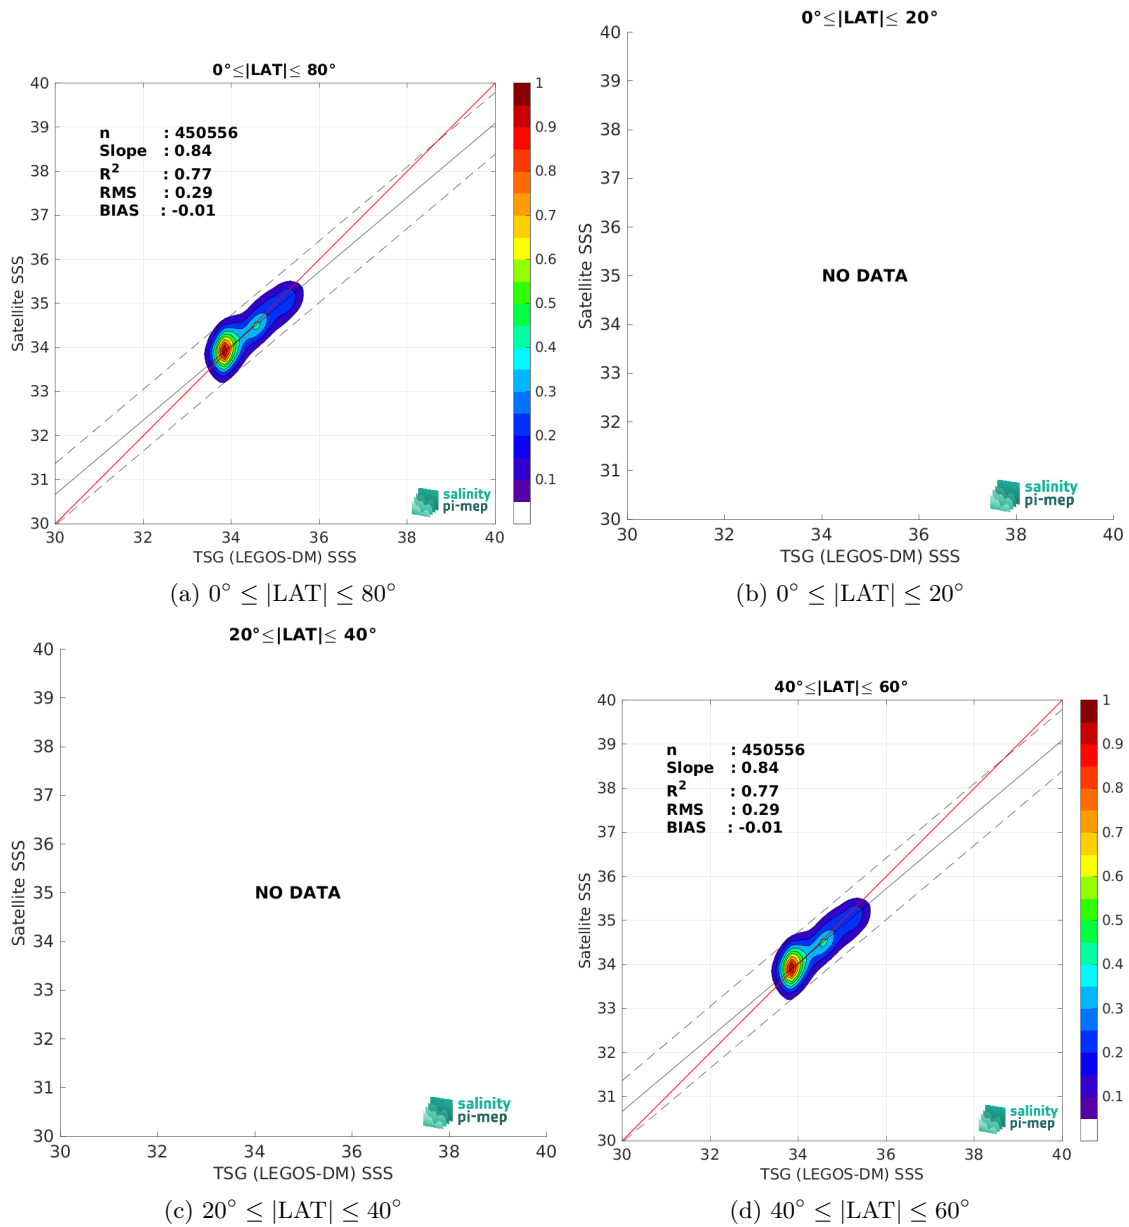 0°≤|LAT|≤ 80°
40
39
38
37
36
35
34
33
32
31
30
Satellite SSS
n : 450556
Slope : 0.84
R² : 0.77
RMS : 0.29
BIAS : -0.01
1
0.9
0.8
0.7
0.6
0.5
0.4
0.3
0.2
0.1
salinity
pi-mep
30 32 34 36 38 40
TSG (LEGOS-DM) SSS
(a) 0° ≤ |LAT| ≤ 80°
0°≤|LAT|≤ 20°
40
39
38
37
36
35
34
33
32
31
30
Satellite SSS
NO DATA
salinity
pi-mep
30 32 34 36 38 40
TSG (LEGOS-DM) SSS
(b) 0° ≤ |LAT| ≤ 20°
20°≤|LAT|≤ 40°
40
39
38
37
36
35
34
33
32
31
30
Satellite SSS
NO DATA
salinity
pi-mep
30 32 34 36 38 40
TSG (LEGOS-DM) SSS
(c) 20° ≤ |LAT| ≤ 40°
40°≤|LAT|≤ 60°
40
39
38
37
36
35
34
33
32
31
30
Satellite SSS
n : 450556
Slope : 0.84
R² : 0.77
RMS : 0.29
BIAS : -0.01
1
0.9
0.8
0.7
0.6
0.5
0.4
0.3
0.2
0.1
salinity
pi-mep
30 32 34 36 38 40
TSG (LEGOS-DM) SSS
(d) 40° ≤ |LAT| ≤ 60°